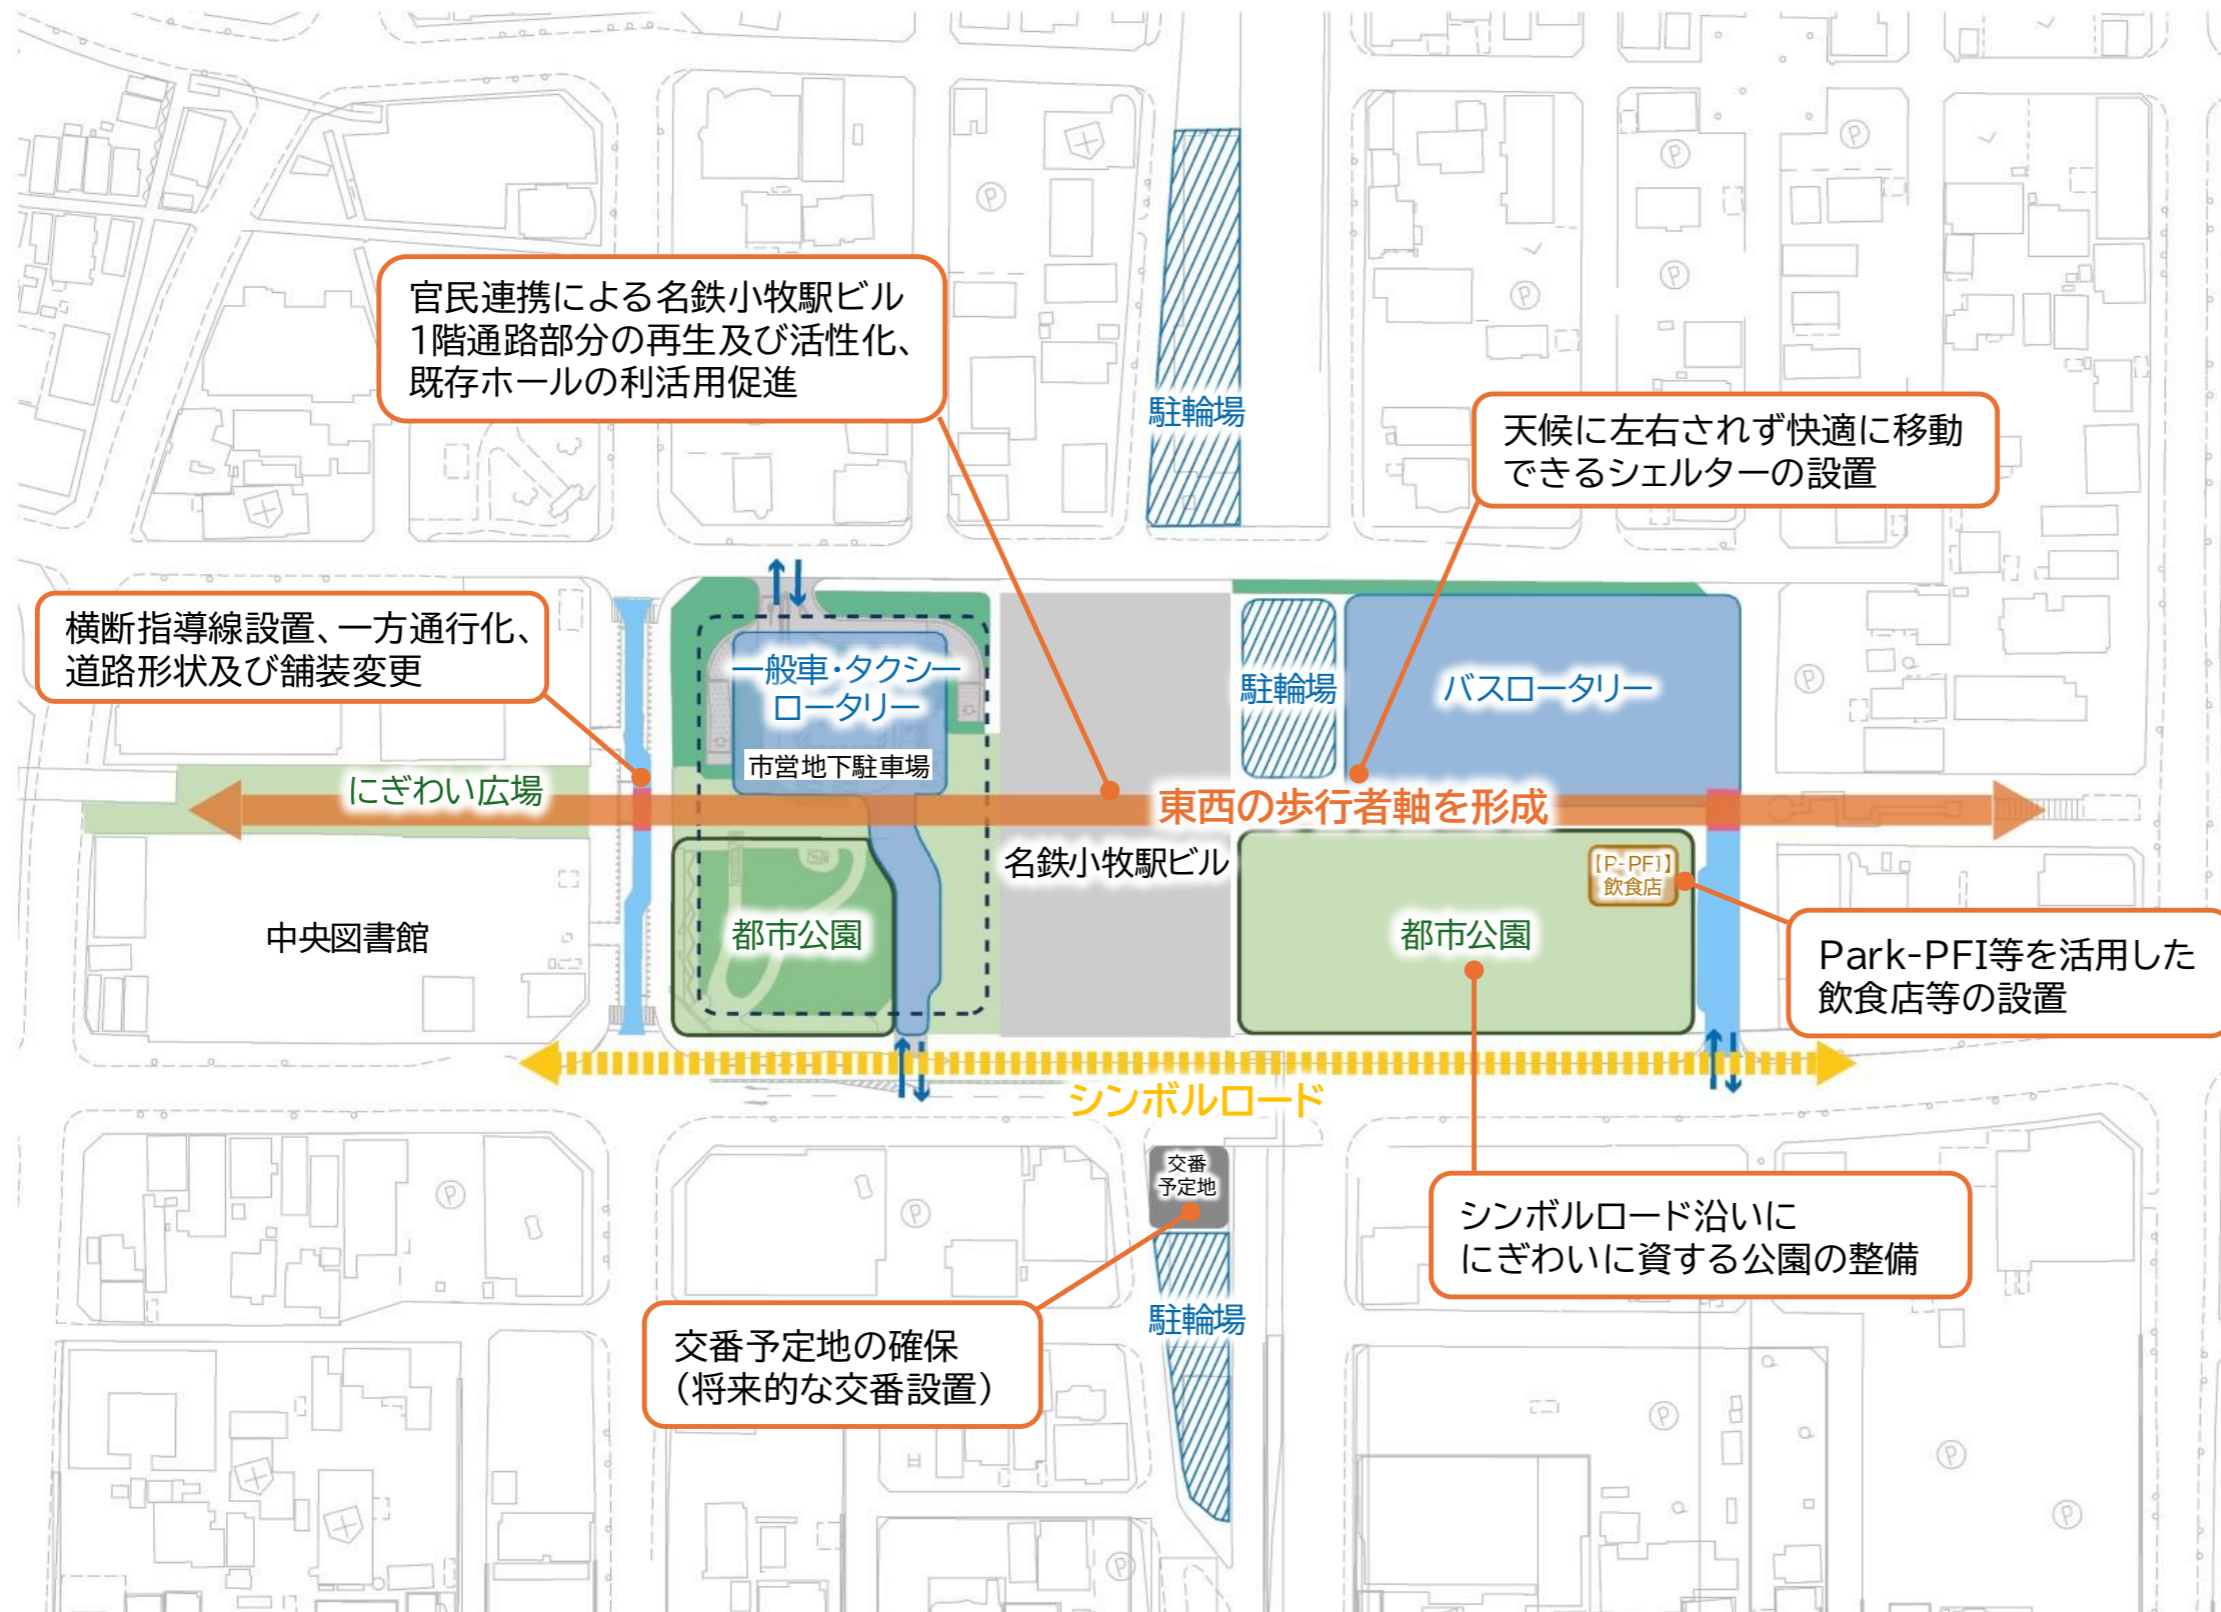 官民連携による名鉄小牧駅ビル
1階通路部分の再生及び活性化、
既存ホールの利活用促進
駐輪場
天候に左右されず快適に移動
できるシェルターの設置
横断指導線設置、一方通行化、
道路形状及び舗装変更
一般車・タクシー
ロータリー
市営地下駐車場
駐輪場
バスロータリー
にぎわい広場
東西の歩行者軸を形成
名鉄小牧駅ビル
【P-PFI】
飲食店
中央図書館
都市公園
都市公園
Park-PFI等を活用した
飲食店等の設置
シンボルロード
交番
予定地
シンボルロード沿いに
にぎわいに資する公園の整備
駐輪場
交番予定地の確保
（将来的な交番設置）
P
P
P
P
P
P
P
P
P
P
P
P
P